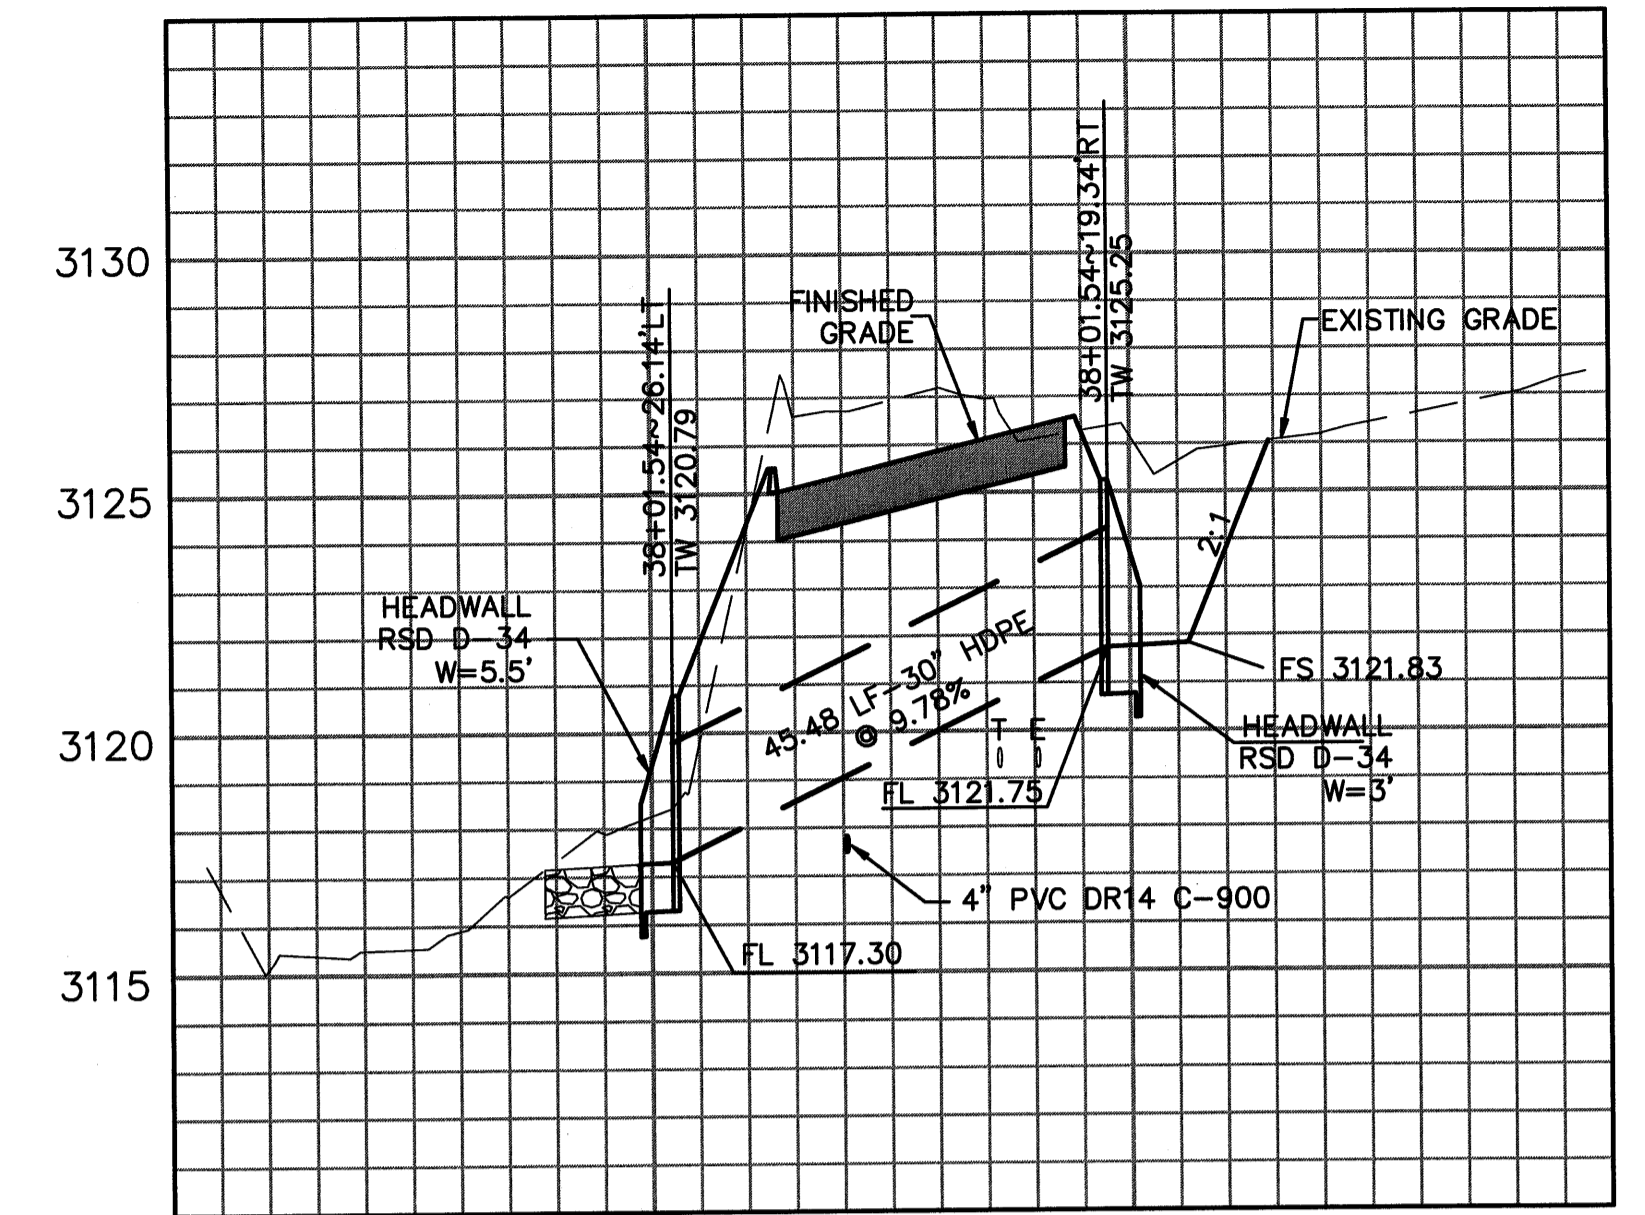 3130
3125
3120
3115
38+01.54~26.14'LT
TW 3120.79
38+01.54~19.34'RT
TW 3125.25
FINISHED
GRADE
EXISTING GRADE
2:1
HEADWALL
RSD D-34
W=5.5'
45.48 LF-30" HDPE
@ 9.78%
T E
FS 3121.83
HEADWALL
RSD D-34
W=3'
FL 3121.75
4" PVC DR14 C-900
FL 3117.30